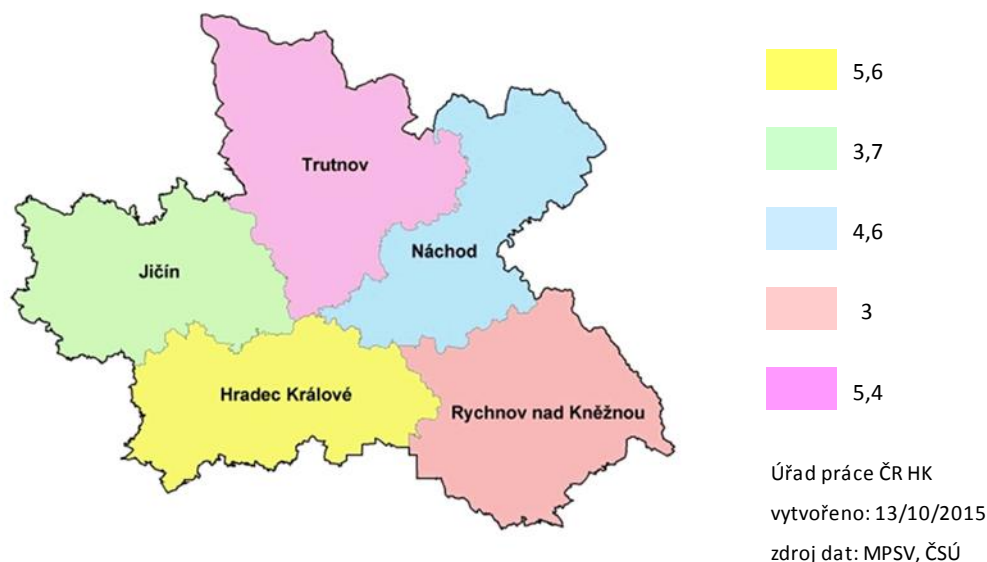 Trutnov
Náchod
Jičín
Hradec Králové
Rychnov nad Kněžnou
5,6
3,7
4,6
3
5,4
Úřad práce ČR HK
vytvořeno: 13/10/2015
zdroj dat: MPSV, ČSÚ